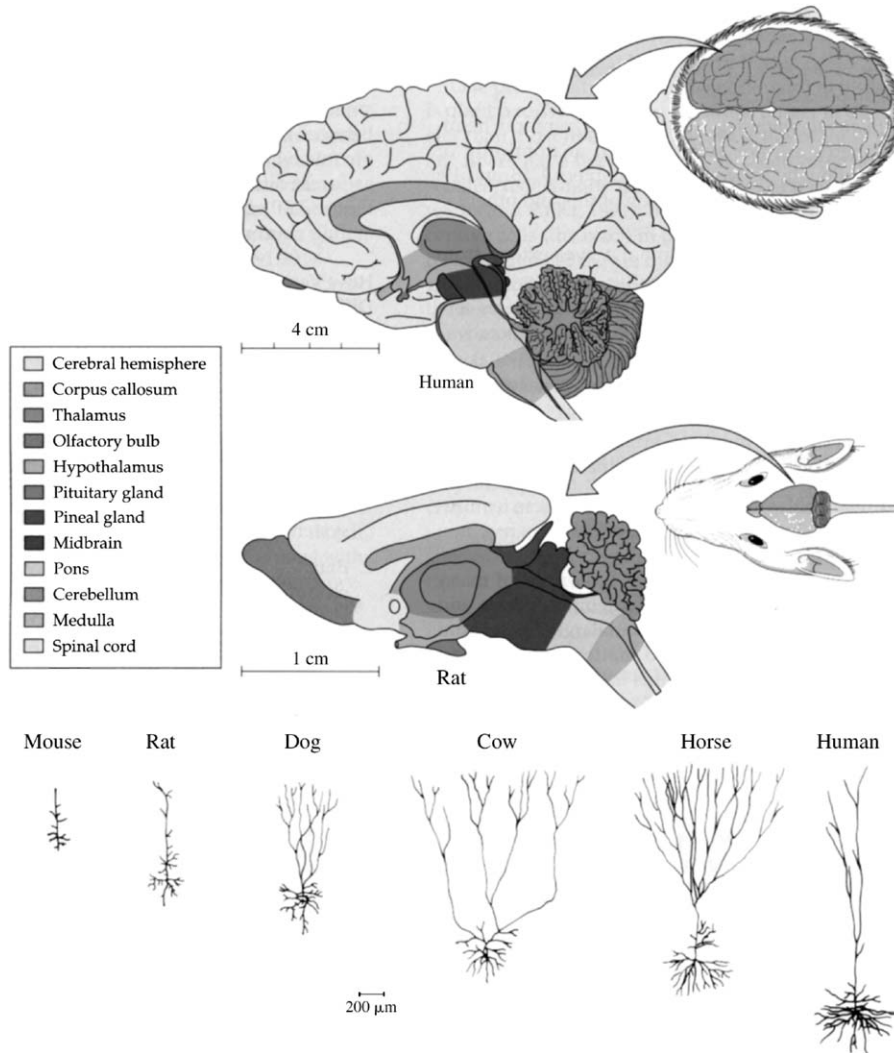 4 cm
Human
Cerebral hemisphere
Corpus callosum
Thalamus
Olfactory bulb
Hypothalamus
Pituitary gland
Pineal gland
Midbrain
Pons
Cerebellum
Medulla
Spinal cord
1 cm
Rat
Mouse Rat Dog Cow Horse Human
200 μm